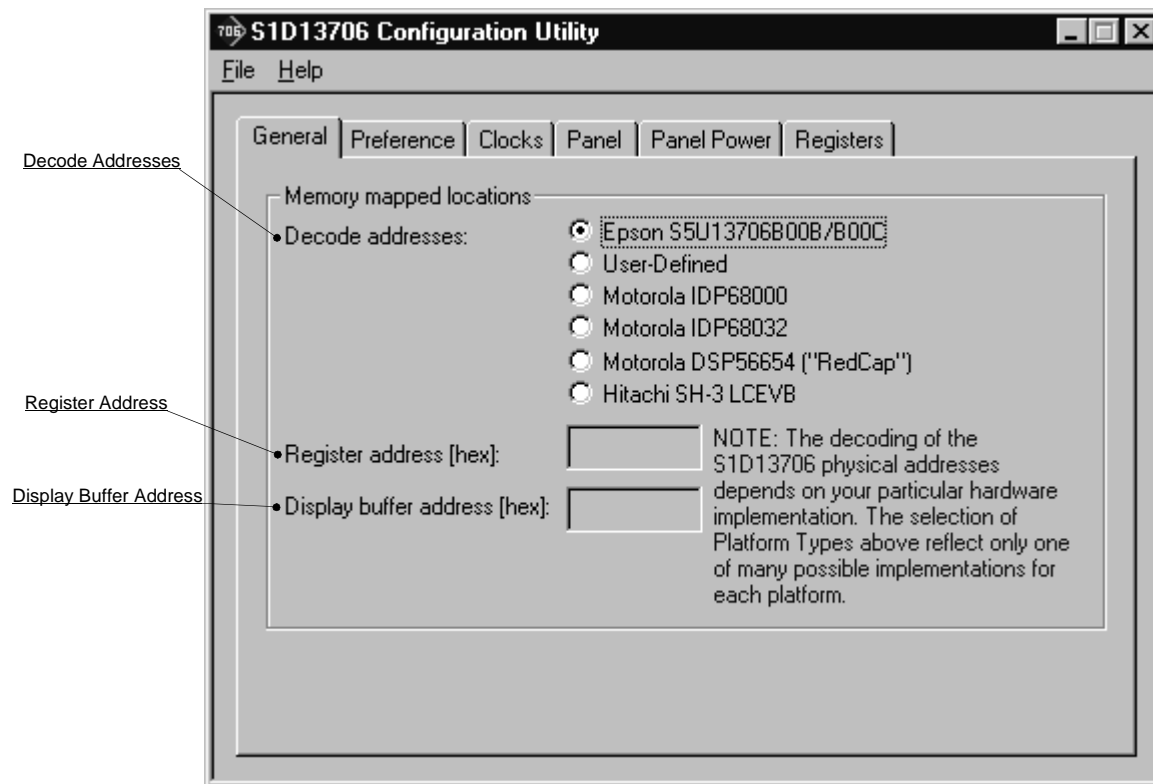 706 S1D13706 Configuration Utility
File Help
General Preference Clocks Panel Panel Power Registers
Decode Addresses
Memory mapped locations
Decode addresses:
Epson S5U13706B00B/B00C
User-Defined
Motorola IDP68000
Motorola IDP68032
Motorola DSP56654 ("RedCap")
Hitachi SH-3 LCEVB
Register Address
Register address [hex]:
Display Buffer Address
Display buffer address [hex]:
NOTE: The decoding of the
S1D13706 physical addresses
depends on your particular hardware
implementation. The selection of
Platform Types above reflect only one
of many possible implementations for
each platform.